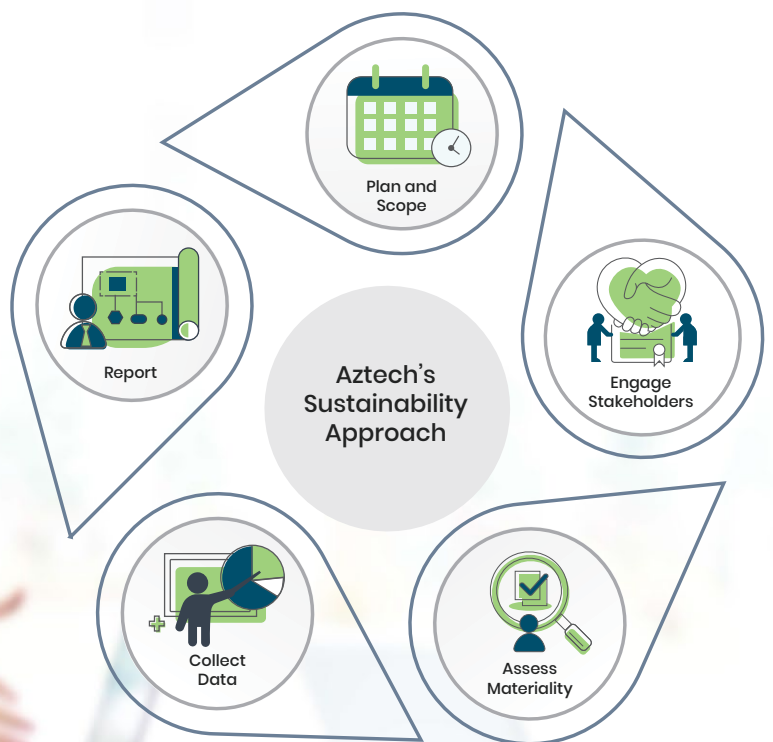 Plan and
Scope
Engage
Stakeholders
Assess
Materiality
Collect
Data
Report
Aztech’s
Sustainability
Approach